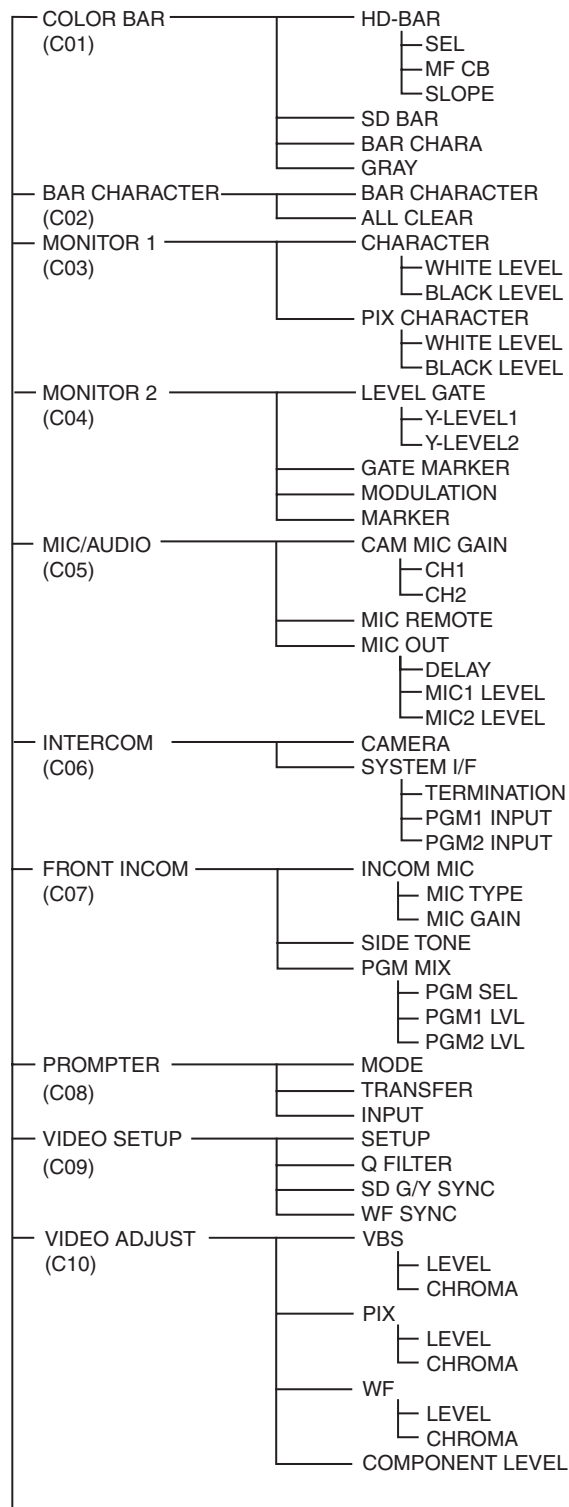 COLOR BAR HD-BAR
(C01) SEL
MF CB
SLOPE
SD BAR
BAR CHARA
GRAY
BAR CHARACTER BAR CHARACTER
(C02) ALL CLEAR
MONITOR 1 CHARACTER
(C03) WHITE LEVEL
BLACK LEVEL
PIX CHARACTER
WHITE LEVEL
BLACK LEVEL
MONITOR 2 LEVEL GATE
(C04) Y-LEVEL1
Y-LEVEL2
GATE MARKER
MODULATION
MARKER
MIC/AUDIO CAM MIC GAIN
(C05) CH1
CH2
MIC REMOTE
MIC OUT
DELAY
MIC1 LEVEL
MIC2 LEVEL
INTERCOM CAMERA
(C06) SYSTEM I/F
TERMINATION
PGM1 INPUT
PGM2 INPUT
FRONT INCOM INCOM MIC
(C07) MIC TYPE
MIC GAIN
SIDE TONE
PGM MIX
PGM SEL
PGM1 LVL
PGM2 LVL
PROMPTER MODE
(C08) TRANSFER
INPUT
VIDEO SETUP SETUP
(C09) Q FILTER
SD G/Y SYNC
WF SYNC
VIDEO ADJUST VBS
(C10) LEVEL
CHROMA
PIX
LEVEL
CHROMA
WF
LEVEL
CHROMA
COMPONENT LEVEL